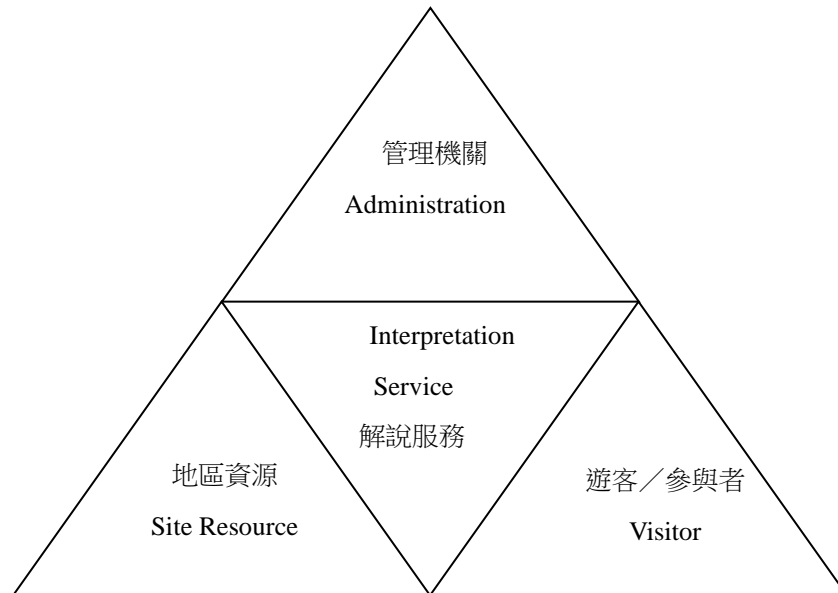 管理機關
Administration
Interpretation
Service
解說服務
地區資源
Site Resource
遊客／參與者
Visitor